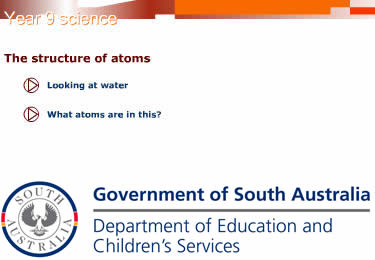 Year 9 science
The structure of atoms
Looking at water
What atoms are in this?
SOUTH
AUSTRALIA
Government of South Australia
Department of Education and
Children's Services